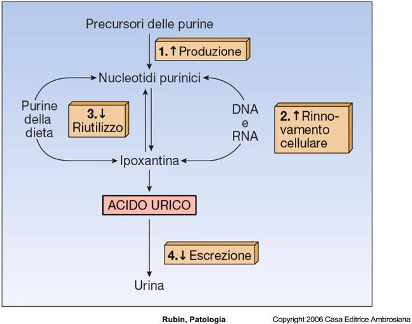 Precursori delle purine
1.↑Produzione
Nucleotidi purinici
Purine
della
dieta
3.↓
Riutilizzo
DNA
e
RNA
2.↑Rinno-
vamento
cellulare
Ipoxantina
ACIDO URICO
4.↓Escrezione
Urina
Rubin, Patologia
Copyright 2006 Casa Editrice Ambrosiana